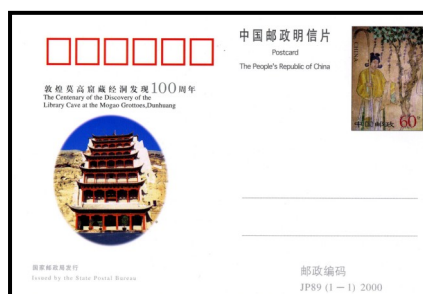 中国邮政明信片
Postcard
The People's Republic of China
中国邮政 60分
敦煌莫高窟藏经洞发现100周年
The Centenary of the Discovery of the
Library Cave at the Mogao Grottoes,Dunhuang
国家邮政局发行
Issued by the State Postal Bureau
邮政编码
JP89 (1－1) 2000